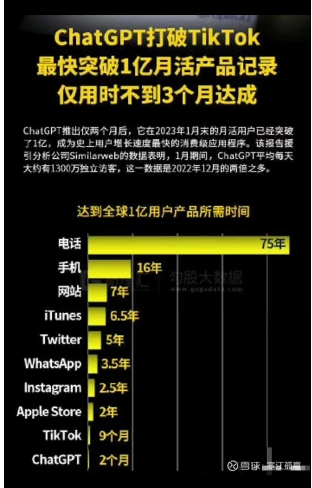 ChatGPT打破TikTok
最快突破1亿月活产品记录
仅用时不到3个月达成
ChatGPT推出仅两个月后，它在2023年1月末的月活用户已经突破
了1亿，成为史上用户增长速度最快的消费级应用程序。该报告援
引分析公司Similarweb的数据表明，1月期间，ChatGPT平均每天
大约有1300万独立访客，这一数据是2022年12月的两倍之多。
达到全球1亿用户产品所需时间
电话 75年
手机 16年
勾股大数据
www.gogudata.com
网站 7年
iTunes 6.5年
Twitter 5年
WhatsApp 3.5年
Instagram 2.5年
Apple Store 2年
TikTok 9个月
ChatGPT 2个月
雪球